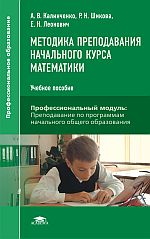 Профессиональное образование
А. В. Калинченко, Р. Н. Шикова,
Е. Н. Леонович
МЕТОДИКА ПРЕПОДАВАНИЯ
НАЧАЛЬНОГО КУРСА
МАТЕМАТИКИ
Учебное пособие
Профессиональный модуль:
Преподавание по программам
начального общего образования